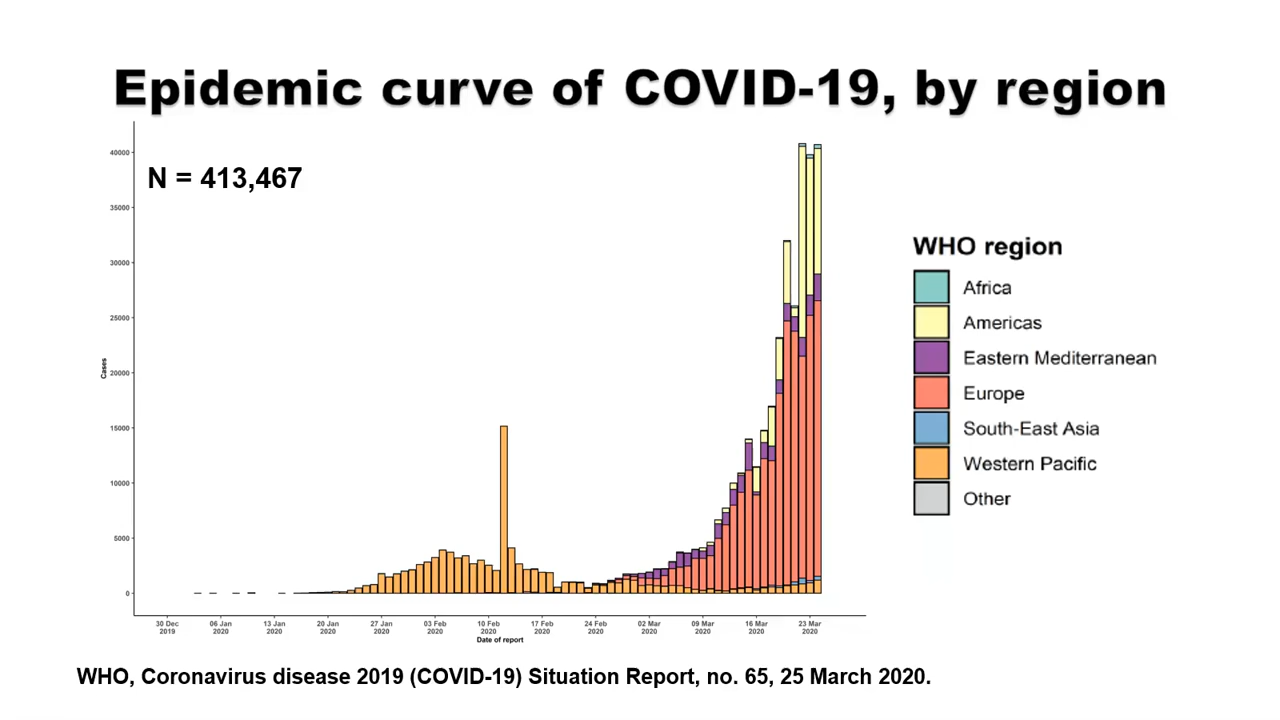 Epidemic curve of COVID-19, by region
N = 413,467
40000
35000
30000
25000
20000
15000
10000
5000
0
Cases
30 Dec 06 Jan 13 Jan 20 Jan 27 Jan 03 Feb 10 Feb 17 Feb 24 Feb 02 Mar 09 Mar 16 Mar 23 Mar
2019 2020 2020 2020 2020 2020 2020 2020 2020 2020 2020 2020 2020
Date of report
WHO region
Africa
Americas
Eastern Mediterranean
Europe
South-East Asia
Western Pacific
Other
WHO, Coronavirus disease 2019 (COVID-19) Situation Report, no. 65, 25 March 2020.